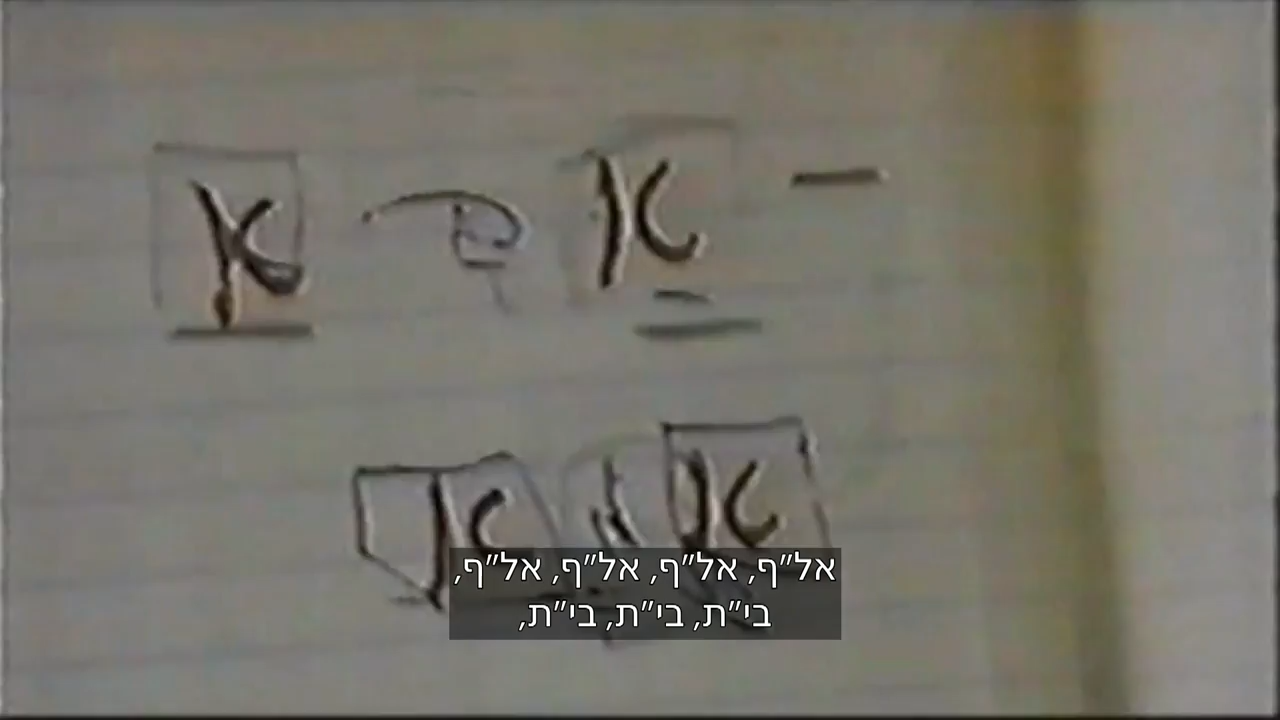 א פ א -
א א
אל״ף, אל״ף, אל״ף, אל״ף,
בי״ת, בי״ת, בי״ת,